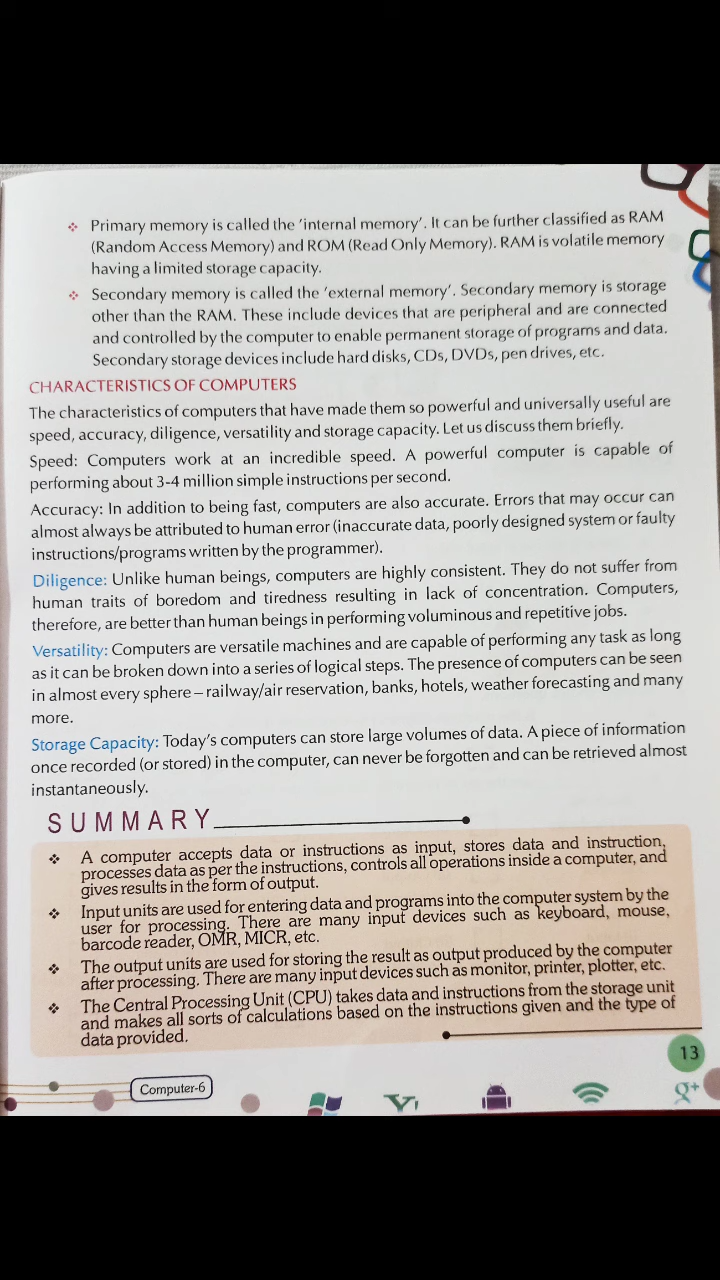 ❖ Primary memory is called the 'internal memory'. It can be further classified as RAM
(Random Access Memory) and ROM (Read Only Memory). RAM is volatile memory
having a limited storage capacity.
❖ Secondary memory is called the 'external memory'. Secondary memory is storage
other than the RAM. These include devices that are peripheral and are connected
and controlled by the computer to enable permanent storage of programs and data.
Secondary storage devices include hard disks, CDs, DVDs, pen drives, etc.
CHARACTERISTICS OF COMPUTERS
The characteristics of computers that have made them so powerful and universally useful are
speed, accuracy, diligence, versatility and storage capacity. Let us discuss them briefly.
Speed: Computers work at an incredible speed. A powerful computer is capable of
performing about 3-4 million simple instructions per second.
Accuracy: In addition to being fast, computers are also accurate. Errors that may occur can
almost always be attributed to human error (inaccurate data, poorly designed system or faulty
instructions/programs written by the programmer).
Diligence: Unlike human beings, computers are highly consistent. They do not suffer from
human traits of boredom and tiredness resulting in lack of concentration. Computers,
therefore, are better than human beings in performing voluminous and repetitive jobs.
Versatility: Computers are versatile machines and are capable of performing any task as long
as it can be broken down into a series of logical steps. The presence of computers can be seen
in almost every sphere – railway/air reservation, banks, hotels, weather forecasting and many
more.
Storage Capacity: Today's computers can store large volumes of data. A piece of information
once recorded (or stored) in the computer, can never be forgotten and can be retrieved almost
instantaneously.
SUMMARY
❖ A computer accepts data or instructions as input, stores data and instruction,
processes data as per the instructions, controls all operations inside a computer, and
gives results in the form of output.
❖ Input units are used for entering data and programs into the computer system by the
user for processing. There are many input devices such as keyboard, mouse,
barcode reader, OMR, MICR, etc.
❖ The output units are used for storing the result as output produced by the computer
after processing. There are many input devices such as monitor, printer, plotter, etc.
❖ The Central Processing Unit (CPU) takes data and instructions from the storage unit
and makes all sorts of calculations based on the instructions given and the type of
data provided.
13
Computer-6
Y!
g+